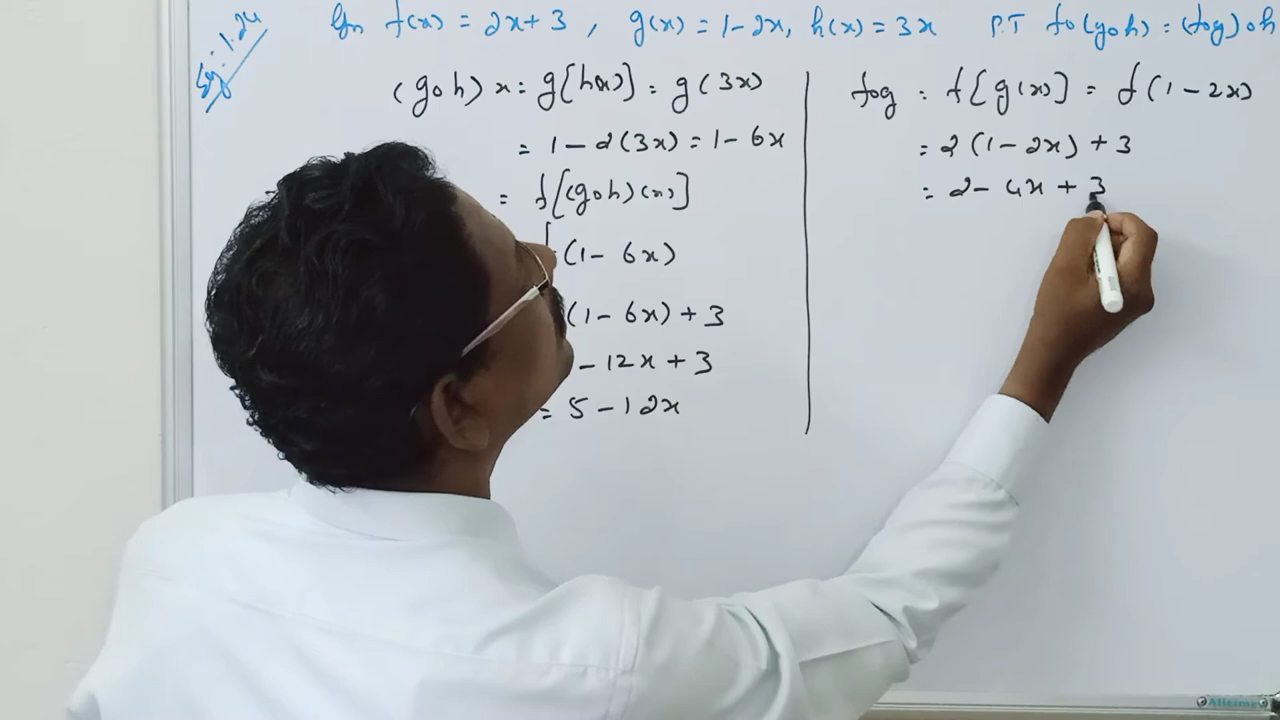 Eg: 1.24
f(x) = 2x+3, g(x) = 1-2x, h(x) = 3x P.T fo(goh) = (fog)oh
(goh) x = g[h(x)] = g(3x)
= 1-2(3x) = 1-6x
= f[(goh)(x)]
f(1-6x)
(1-6x)+3
-12x+3
= 5-12x
fog = f[g(x)] = f(1-2x)
= 2(1-2x)+3
= 2-4x+3
Alltime